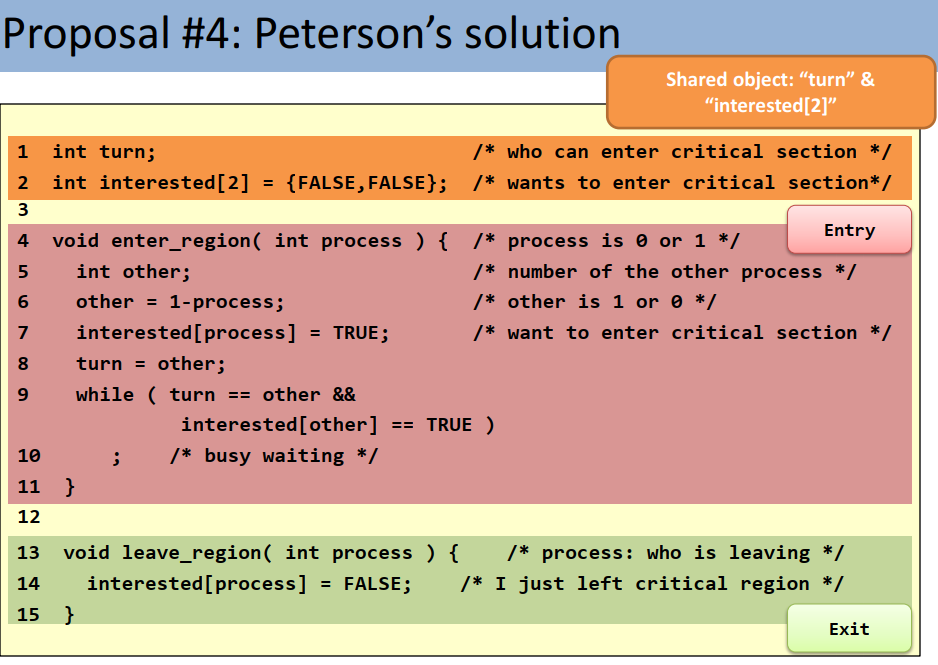 Proposal #4: Peterson’s solution
Shared object: “turn” &
“interested[2]”
1 int turn; /* who can enter critical section */
2 int interested[2] = {FALSE,FALSE}; /* wants to enter critical section*/
3
Entry
4 void enter_region( int process ) { /* process is 0 or 1 */
5 int other; /* number of the other process */
6 other = 1-process; /* other is 1 or 0 */
7 interested[process] = TRUE; /* want to enter critical section */
8 turn = other;
9 while ( turn == other &&
interested[other] == TRUE )
10 ; /* busy waiting */
11 }
12
13 void leave_region( int process ) { /* process: who is leaving */
14 interested[process] = FALSE; /* I just left critical region */
15 }
Exit